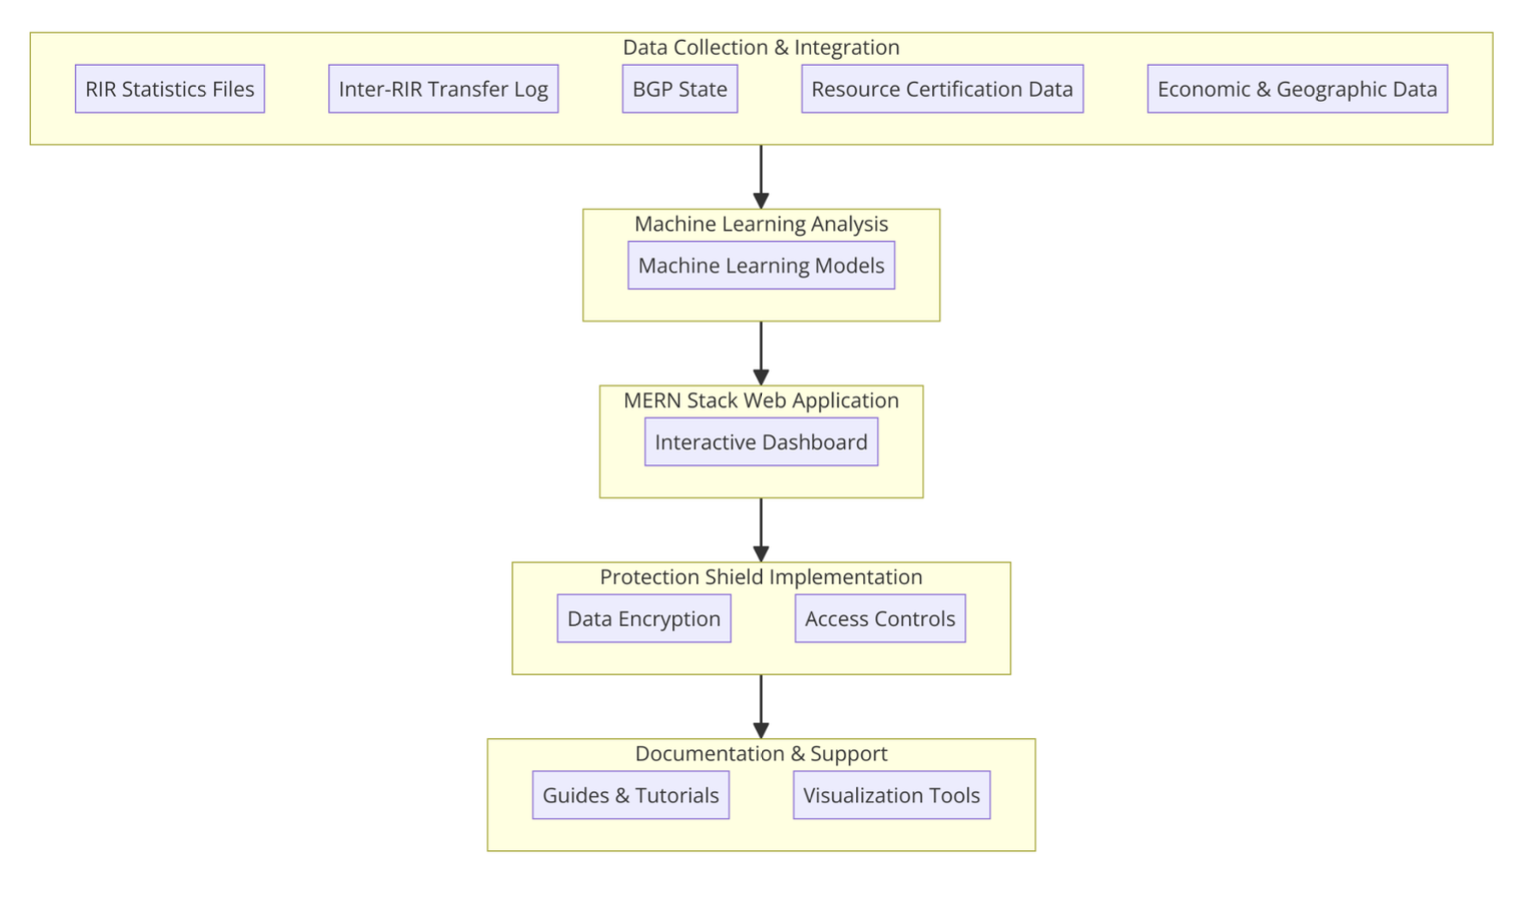 Data Collection & Integration
RIR Statistics Files
Inter-RIR Transfer Log
BGP State
Resource Certification Data
Economic & Geographic Data
Machine Learning Analysis
Machine Learning Models
MERN Stack Web Application
Interactive Dashboard
Protection Shield Implementation
Data Encryption
Access Controls
Documentation & Support
Guides & Tutorials
Visualization Tools